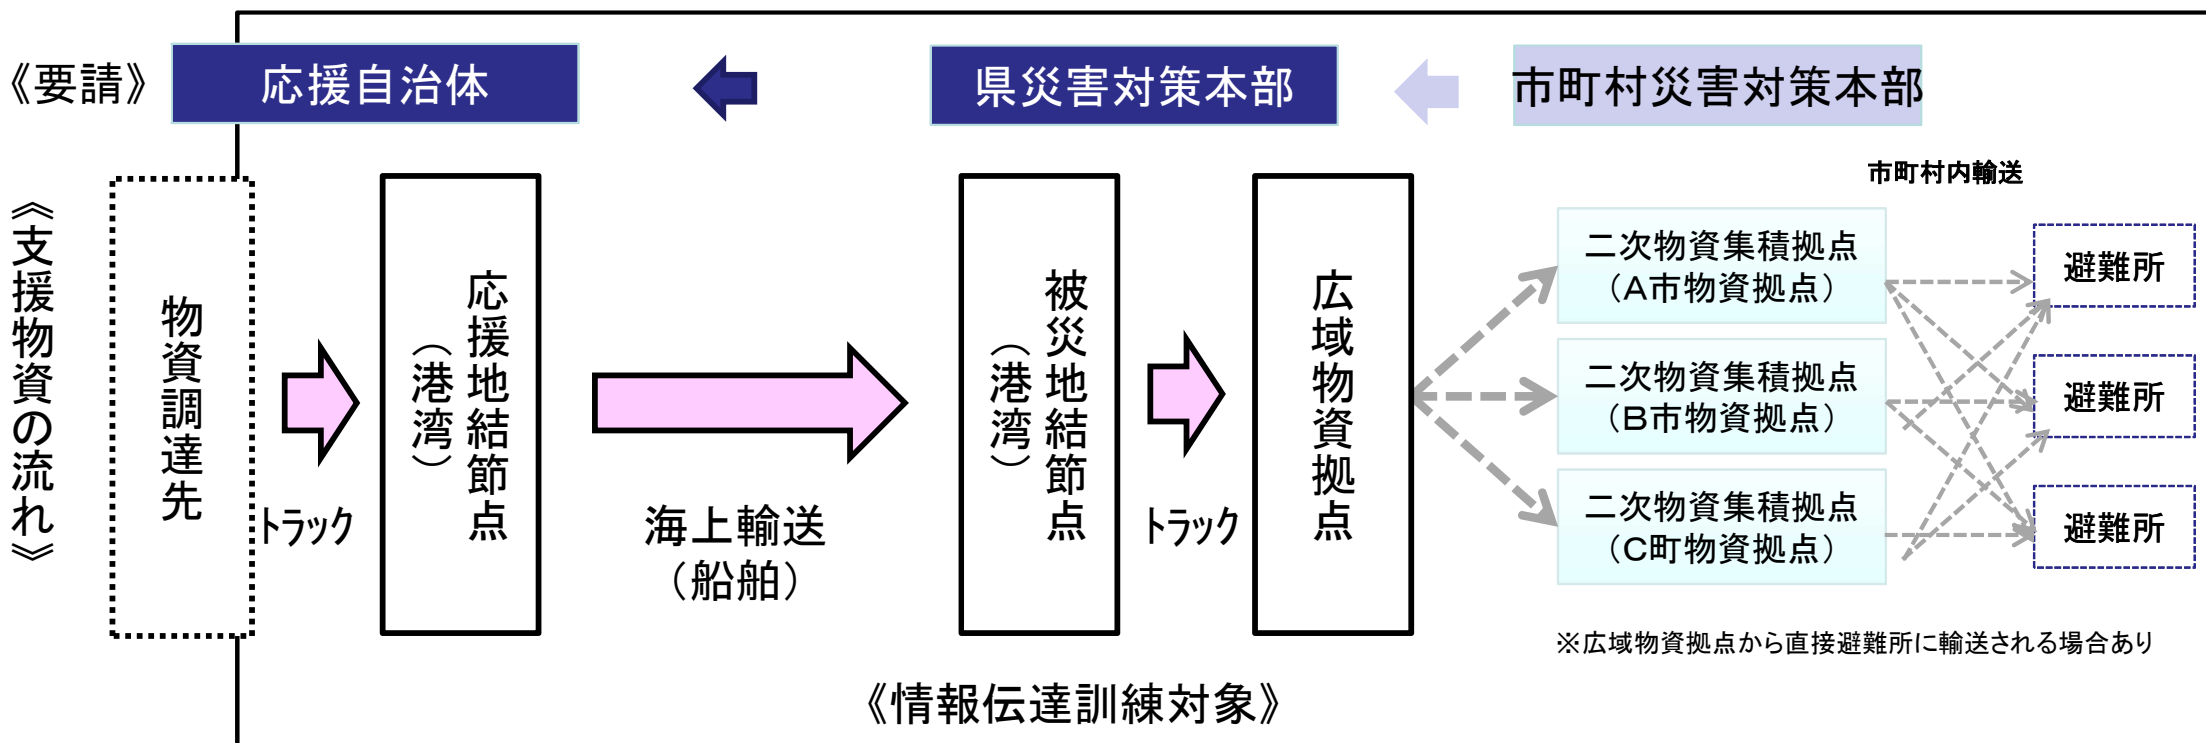 《要請》
応援自治体
県災害対策本部
市町村災害対策本部
市町村内輸送
《支援物資の流れ》
物資調達先
トラック
応援地結節点
（港湾）
海上輸送
（船舶）
被災地結節点
（港湾）
トラック
広域物資拠点
二次物資集積拠点
（A市物資拠点）
二次物資集積拠点
（B市物資拠点）
二次物資集積拠点
（C町物資拠点）
避難所
避難所
避難所
※広域物資拠点から直接避難所に輸送される場合あり
《情報伝達訓練対象》